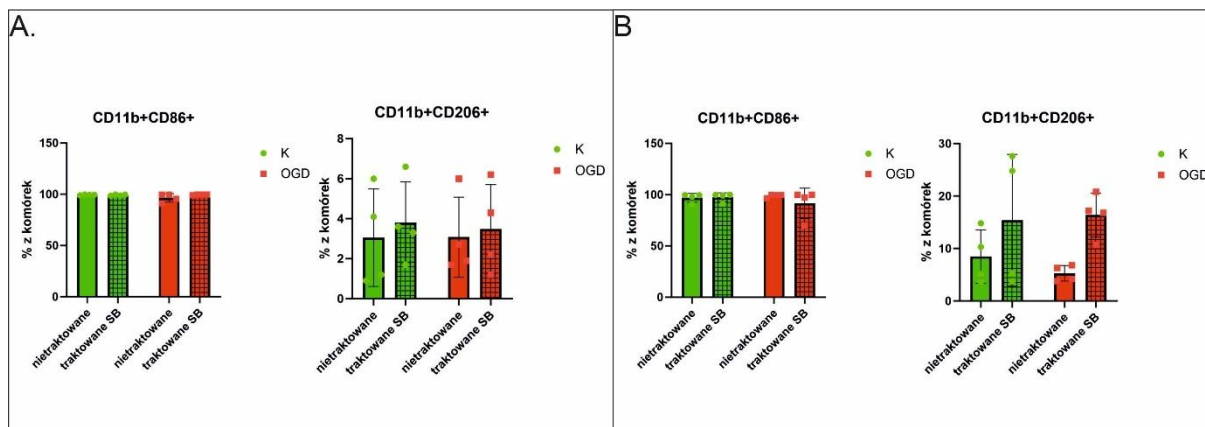 A.
CD11b+CD86+
K
OGD
% z komórek
150
100
50
0
nietraktowane
traktowane SB
nietraktowane
traktowane SB
CD11b+CD206+
K
OGD
% z komórek
8
6
4
2
0
nietraktowane
traktowane SB
nietraktowane
traktowane SB
B
CD11b+CD86+
K
OGD
% z komórek
150
100
50
0
nietraktowane
traktowane SB
nietraktowane
traktowane SB
CD11b+CD206+
K
OGD
% z komórek
30
20
10
0
nietraktowane
traktowane SB
nietraktowane
traktowane SB